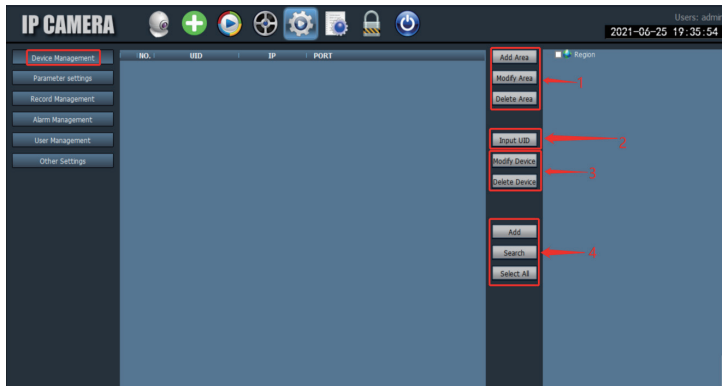 IP CAMERA
Users: admin
2021-06-25 19:35:54
Device Management
NO. UID IP PORT
Add Area
Region
Parameter settings
Modify Area
1
Record Management
Delete Area
Alarm Management
User Management
Input UID
2
Other Settings
Modify Device
3
Delete Device
Add
Search
4
Select All